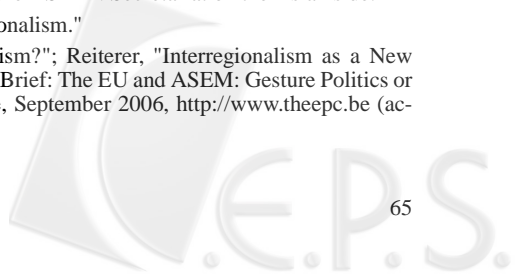 onalism."
ism?"; Reiterer, "Interregionalism as a New
Brief: The EU and ASEM: Gesture Politics or
, September 2006, http://www.theepc.be (ac-
65
C.E.P.S.